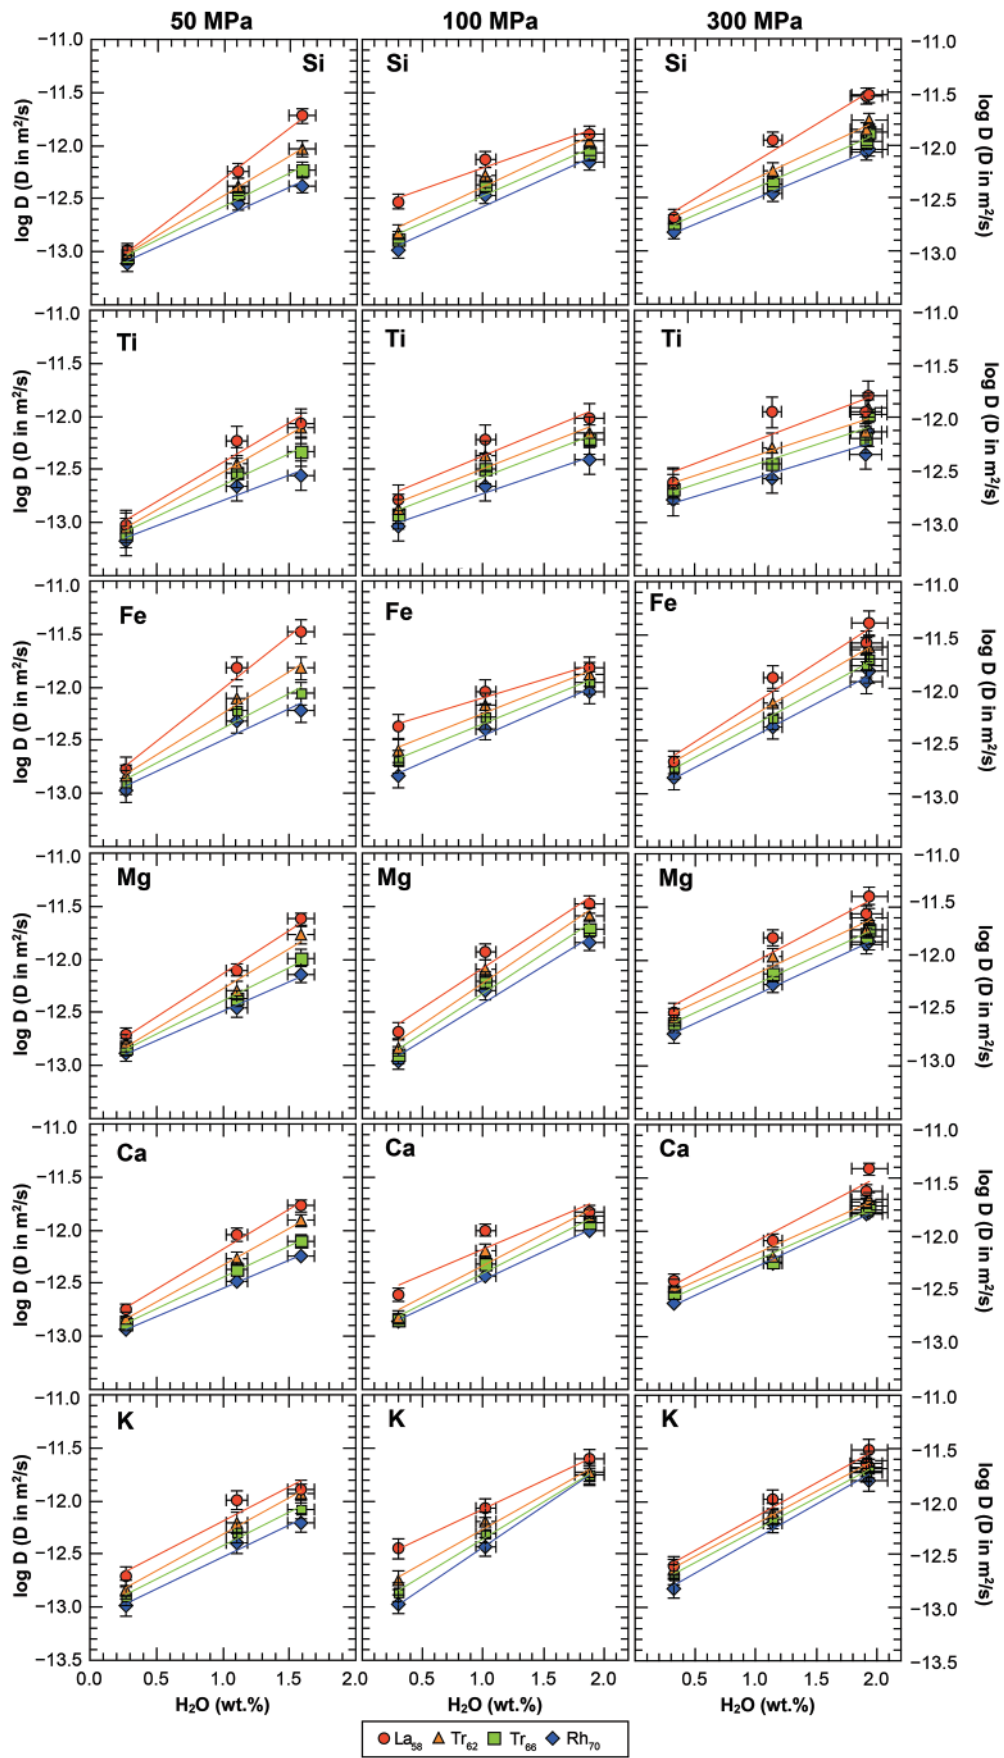 50 MPa 100 MPa 300 MPa
−11.0 −11.0
Si Si Si
−11.5 −11.5
−12.0 −12.0
−12.5 −12.5
−13.0 −13.0
log D (D in m²/s) log D (D in m²/s)
−11.0 −11.0
Ti Ti Ti
−11.5 −11.5
−12.0 −12.0
−12.5 −12.5
−13.0 −13.0
log D (D in m²/s) log D (D in m²/s)
−11.0 −11.0
Fe Fe Fe
−11.5 −11.5
−12.0 −12.0
−12.5 −12.5
−13.0 −13.0
log D (D in m²/s) log D (D in m²/s)
−11.0 −11.0
Mg Mg Mg
−11.5 −11.5
−12.0 −12.0
−12.5 −12.5
−13.0 −13.0
log D (D in m²/s) log D (D in m²/s)
−11.0 −11.0
Ca Ca Ca
−11.5 −11.5
−12.0 −12.0
−12.5 −12.5
−13.0 −13.0
log D (D in m²/s) log D (D in m²/s)
−11.0 −11.0
K K K
−11.5 −11.5
−12.0 −12.0
−12.5 −12.5
−13.0 −13.0
−13.5 −13.5
log D (D in m²/s) log D (D in m²/s)
0.0 0.5 1.0 1.5 2.0 0.5 1.0 1.5 2.0 0.5 1.0 1.5 2.0
H₂O (wt.%) H₂O (wt.%) H₂O (wt.%)
La₅₈ Tr₆₂ Tr₆₆ Rh₇₀